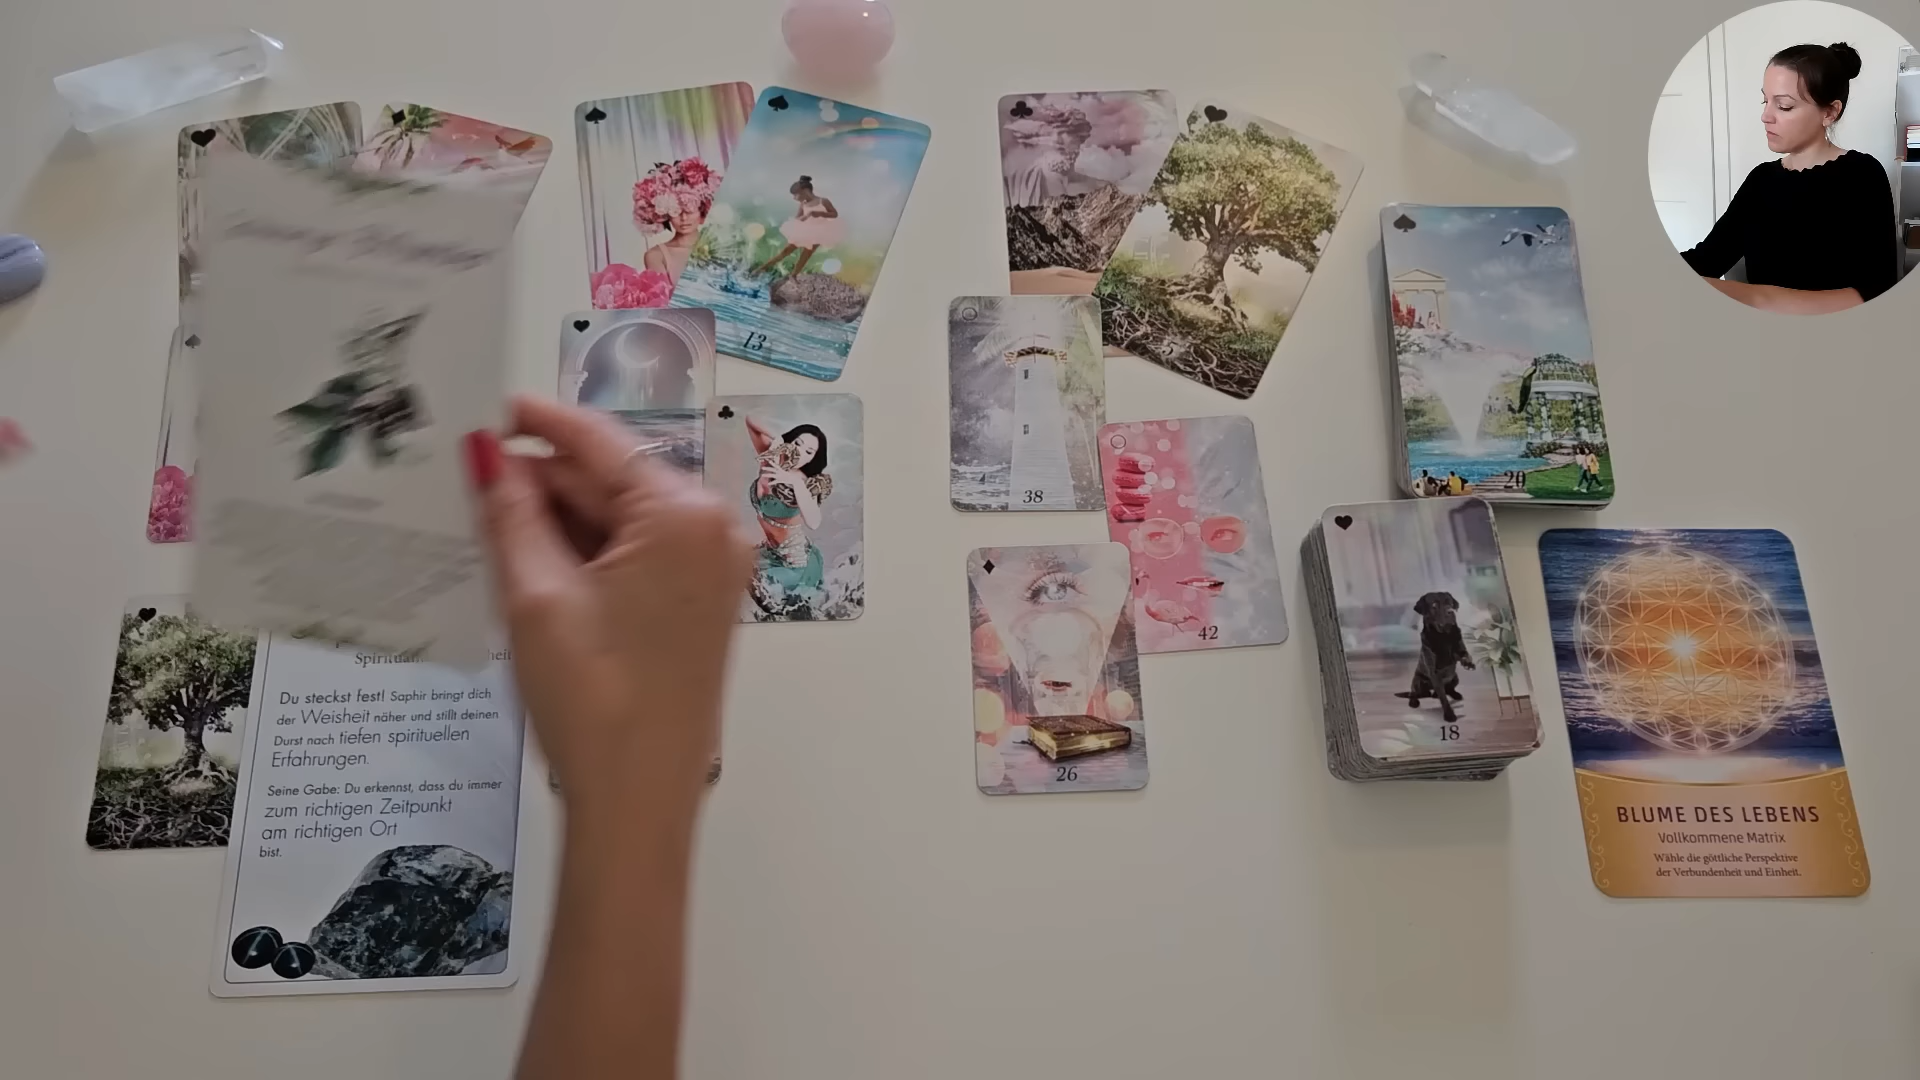 13
5
38
42
26
20
18
Du steckst fest! Saphir bringt dich
der Weisheit näher und stillt deinen
Durst nach tiefen spirituellen
Erfahrungen.
Seine Gabe: Du erkennst, dass du immer
zum richtigen Zeitpunkt
am richtigen Ort
bist.
BLUME DES LEBENS
Vollkommene Matrix
Wähle die göttliche Perspektive
der Verbundenheit und Einheit.